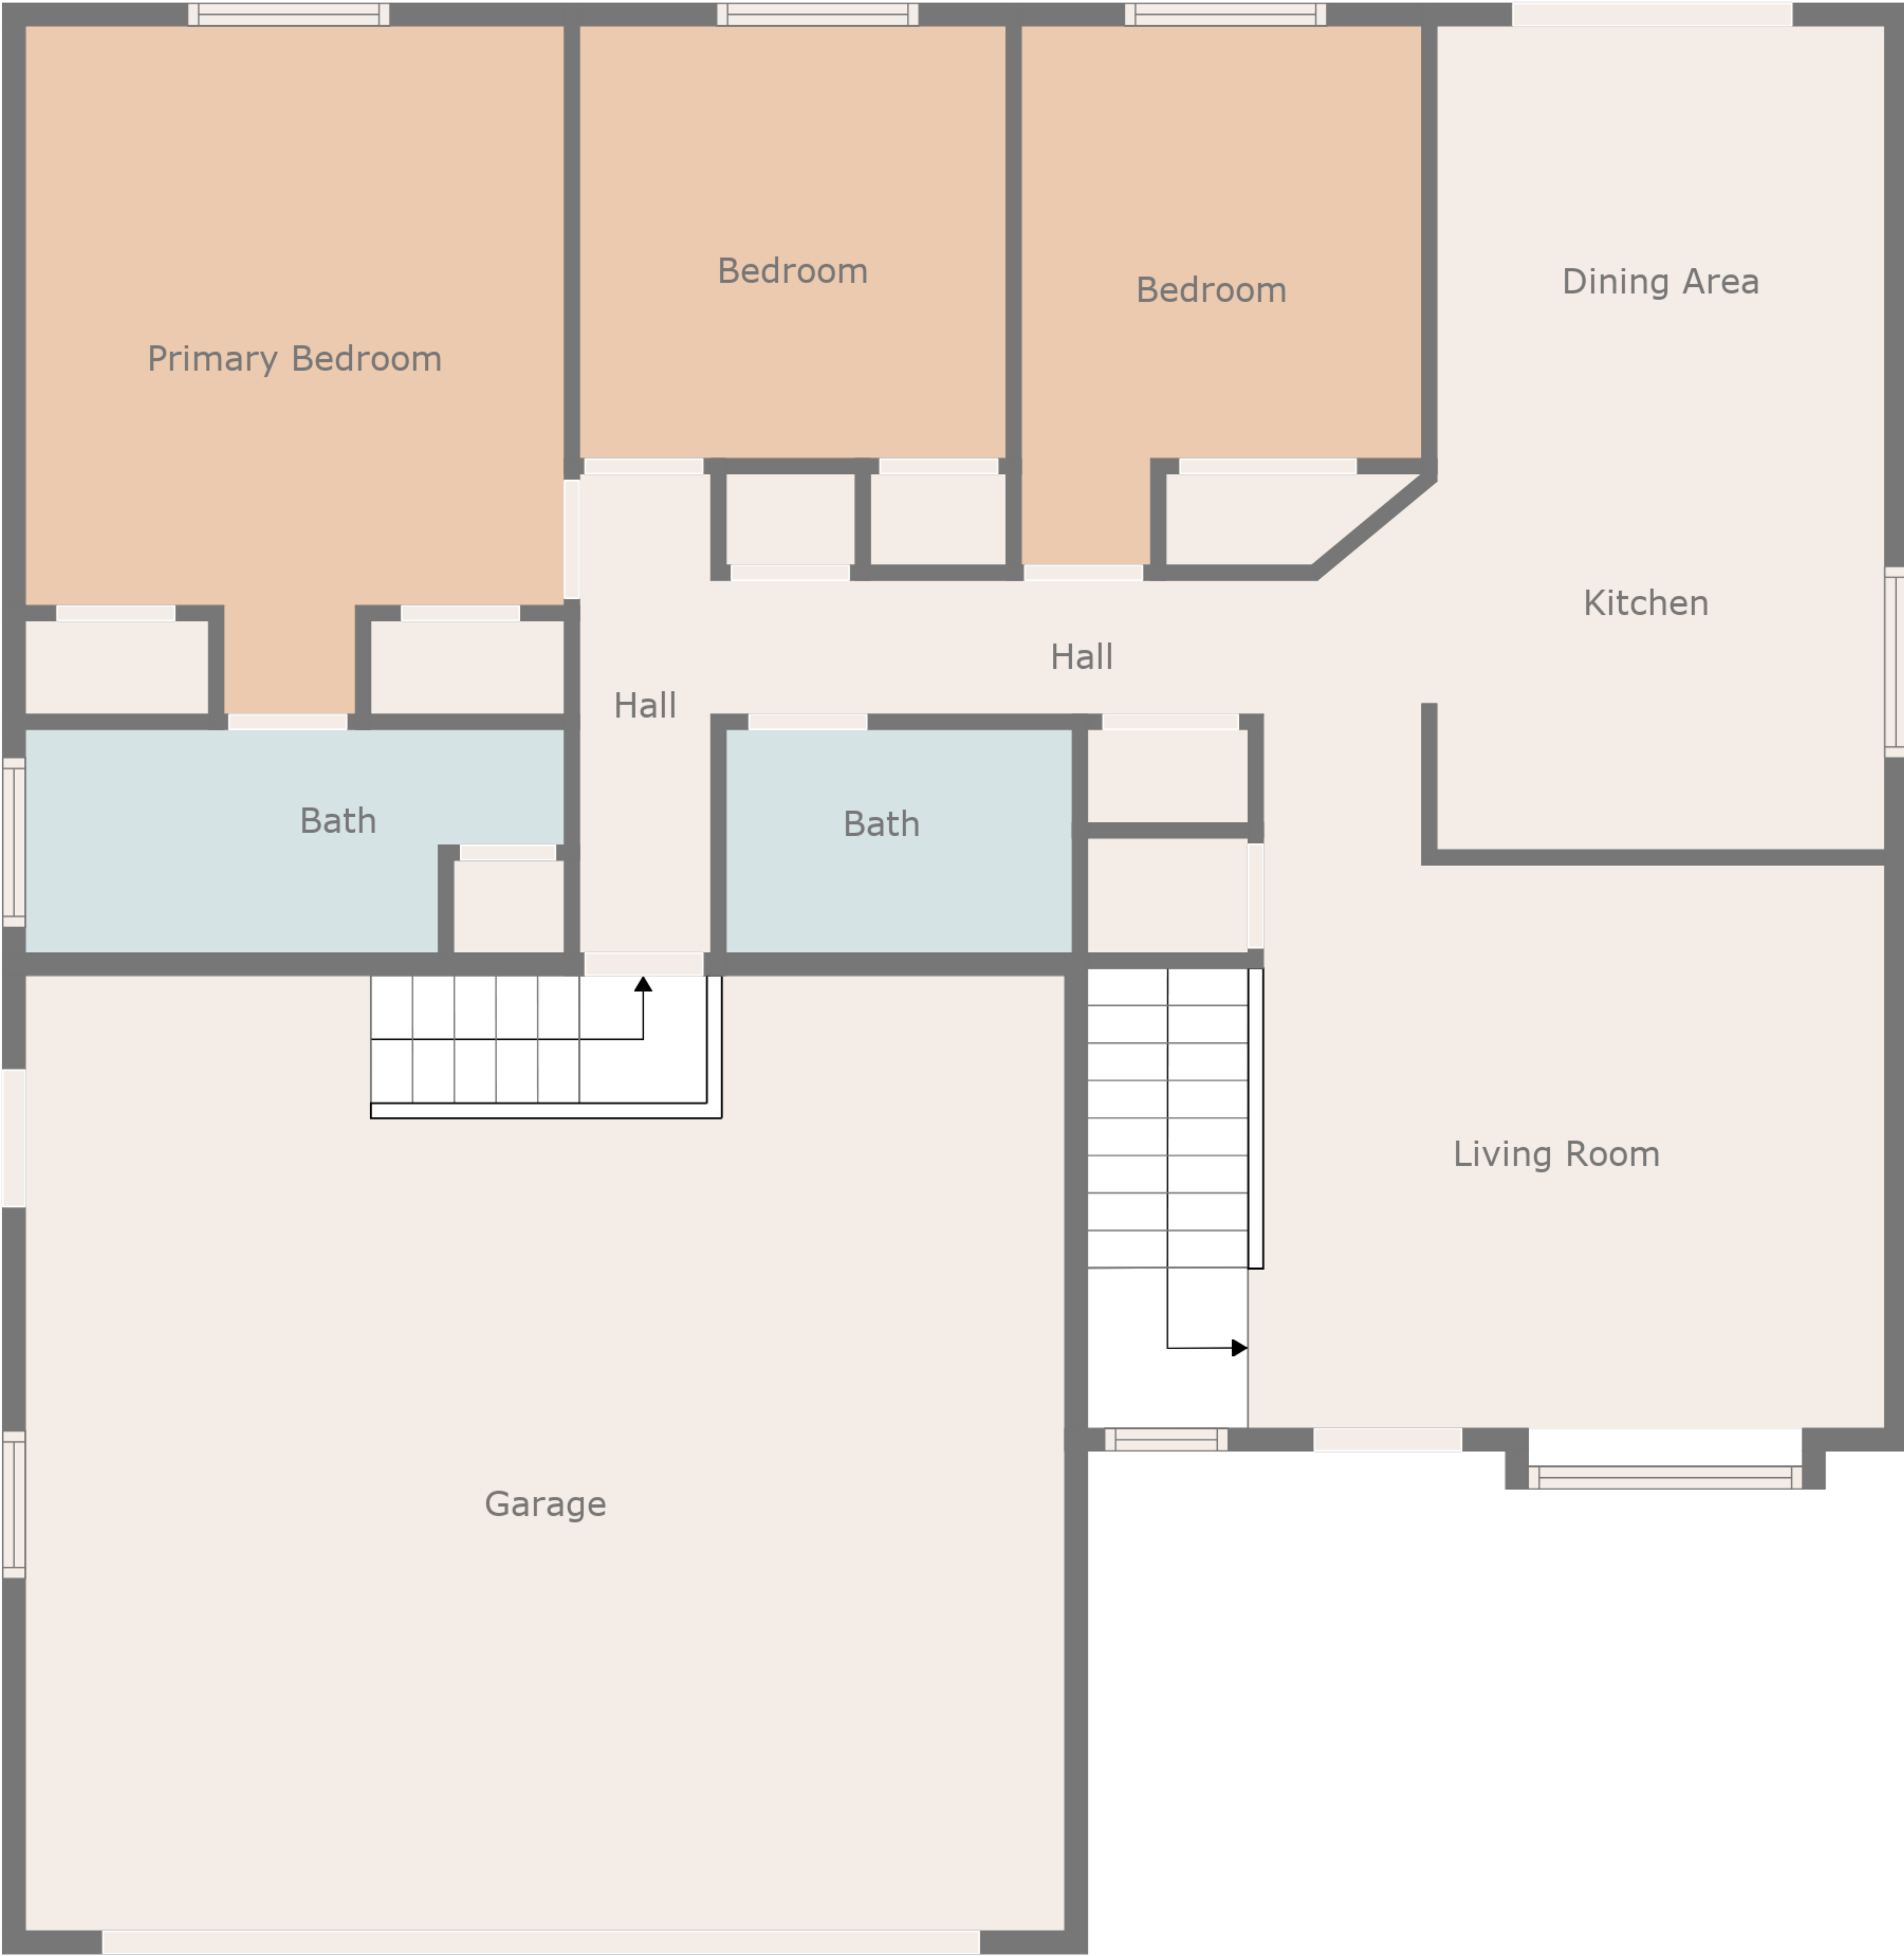 Bedroom
Dining Area
Bedroom
Primary Bedroom
Kitchen
Hall
Hall
Bath
Bath
Living Room
Garage